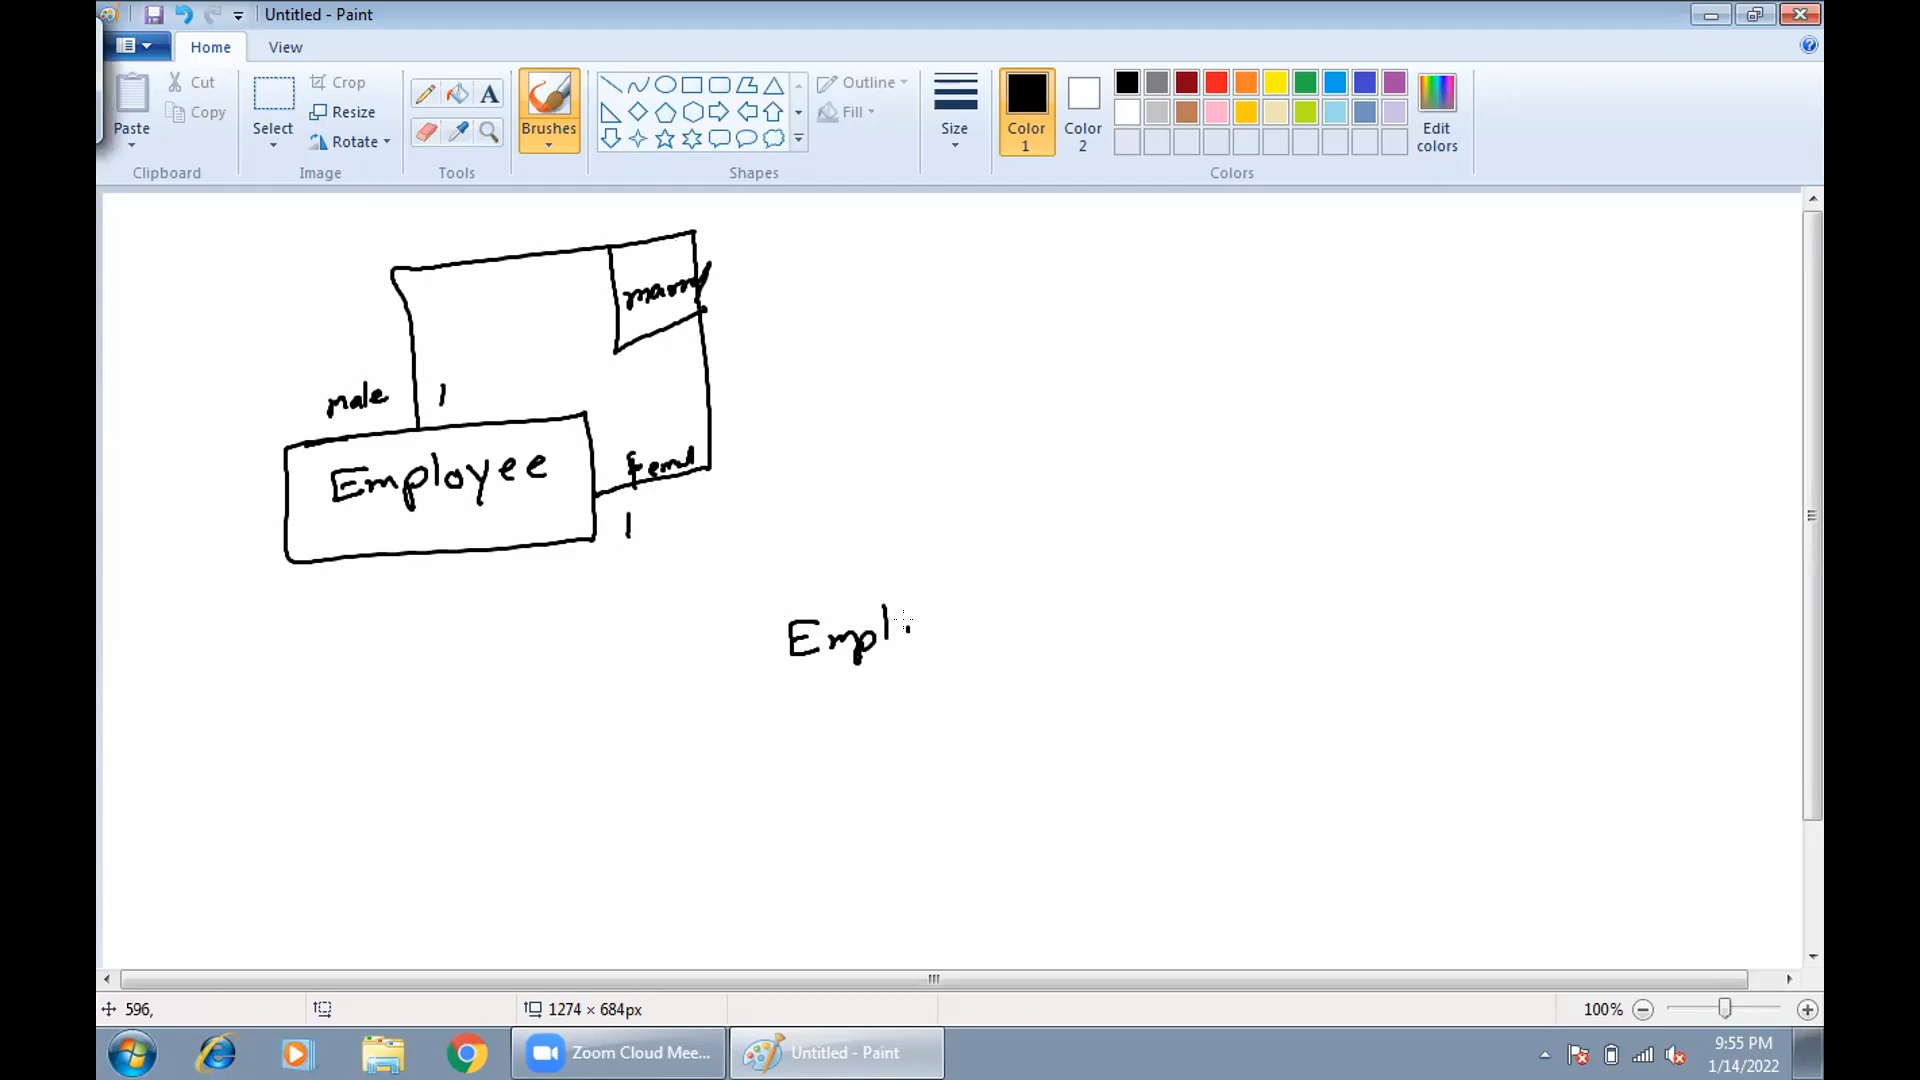 Untitled - Paint
Home View
Paste
Cut
Copy
Clipboard
Select
Crop
Resize
Rotate
Image
Tools
Brushes
Shapes
Outline
Fill
Size
Color 1
Color 2
Edit colors
Colors
male 1
Employee
1
Empl
596,
1274 × 684px
100%
Zoom Cloud Mee...
Untitled - Paint
9:55 PM
1/14/2022